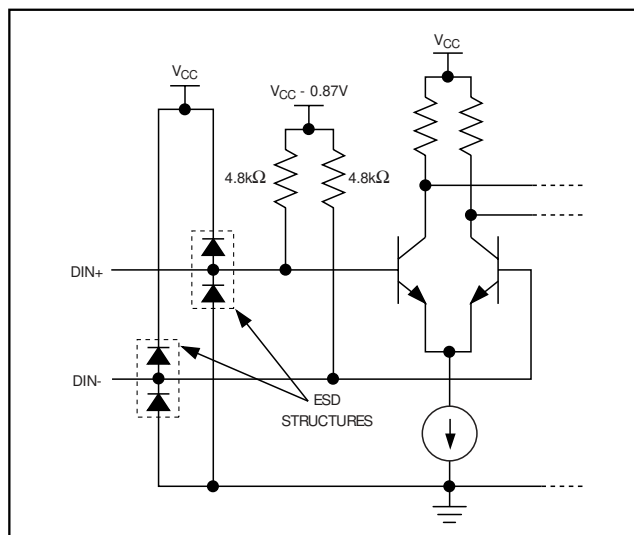 VCC
VCC
VCC - 0.87V
4.8kΩ
4.8kΩ
DIN+
DIN-
ESD
STRUCTURES